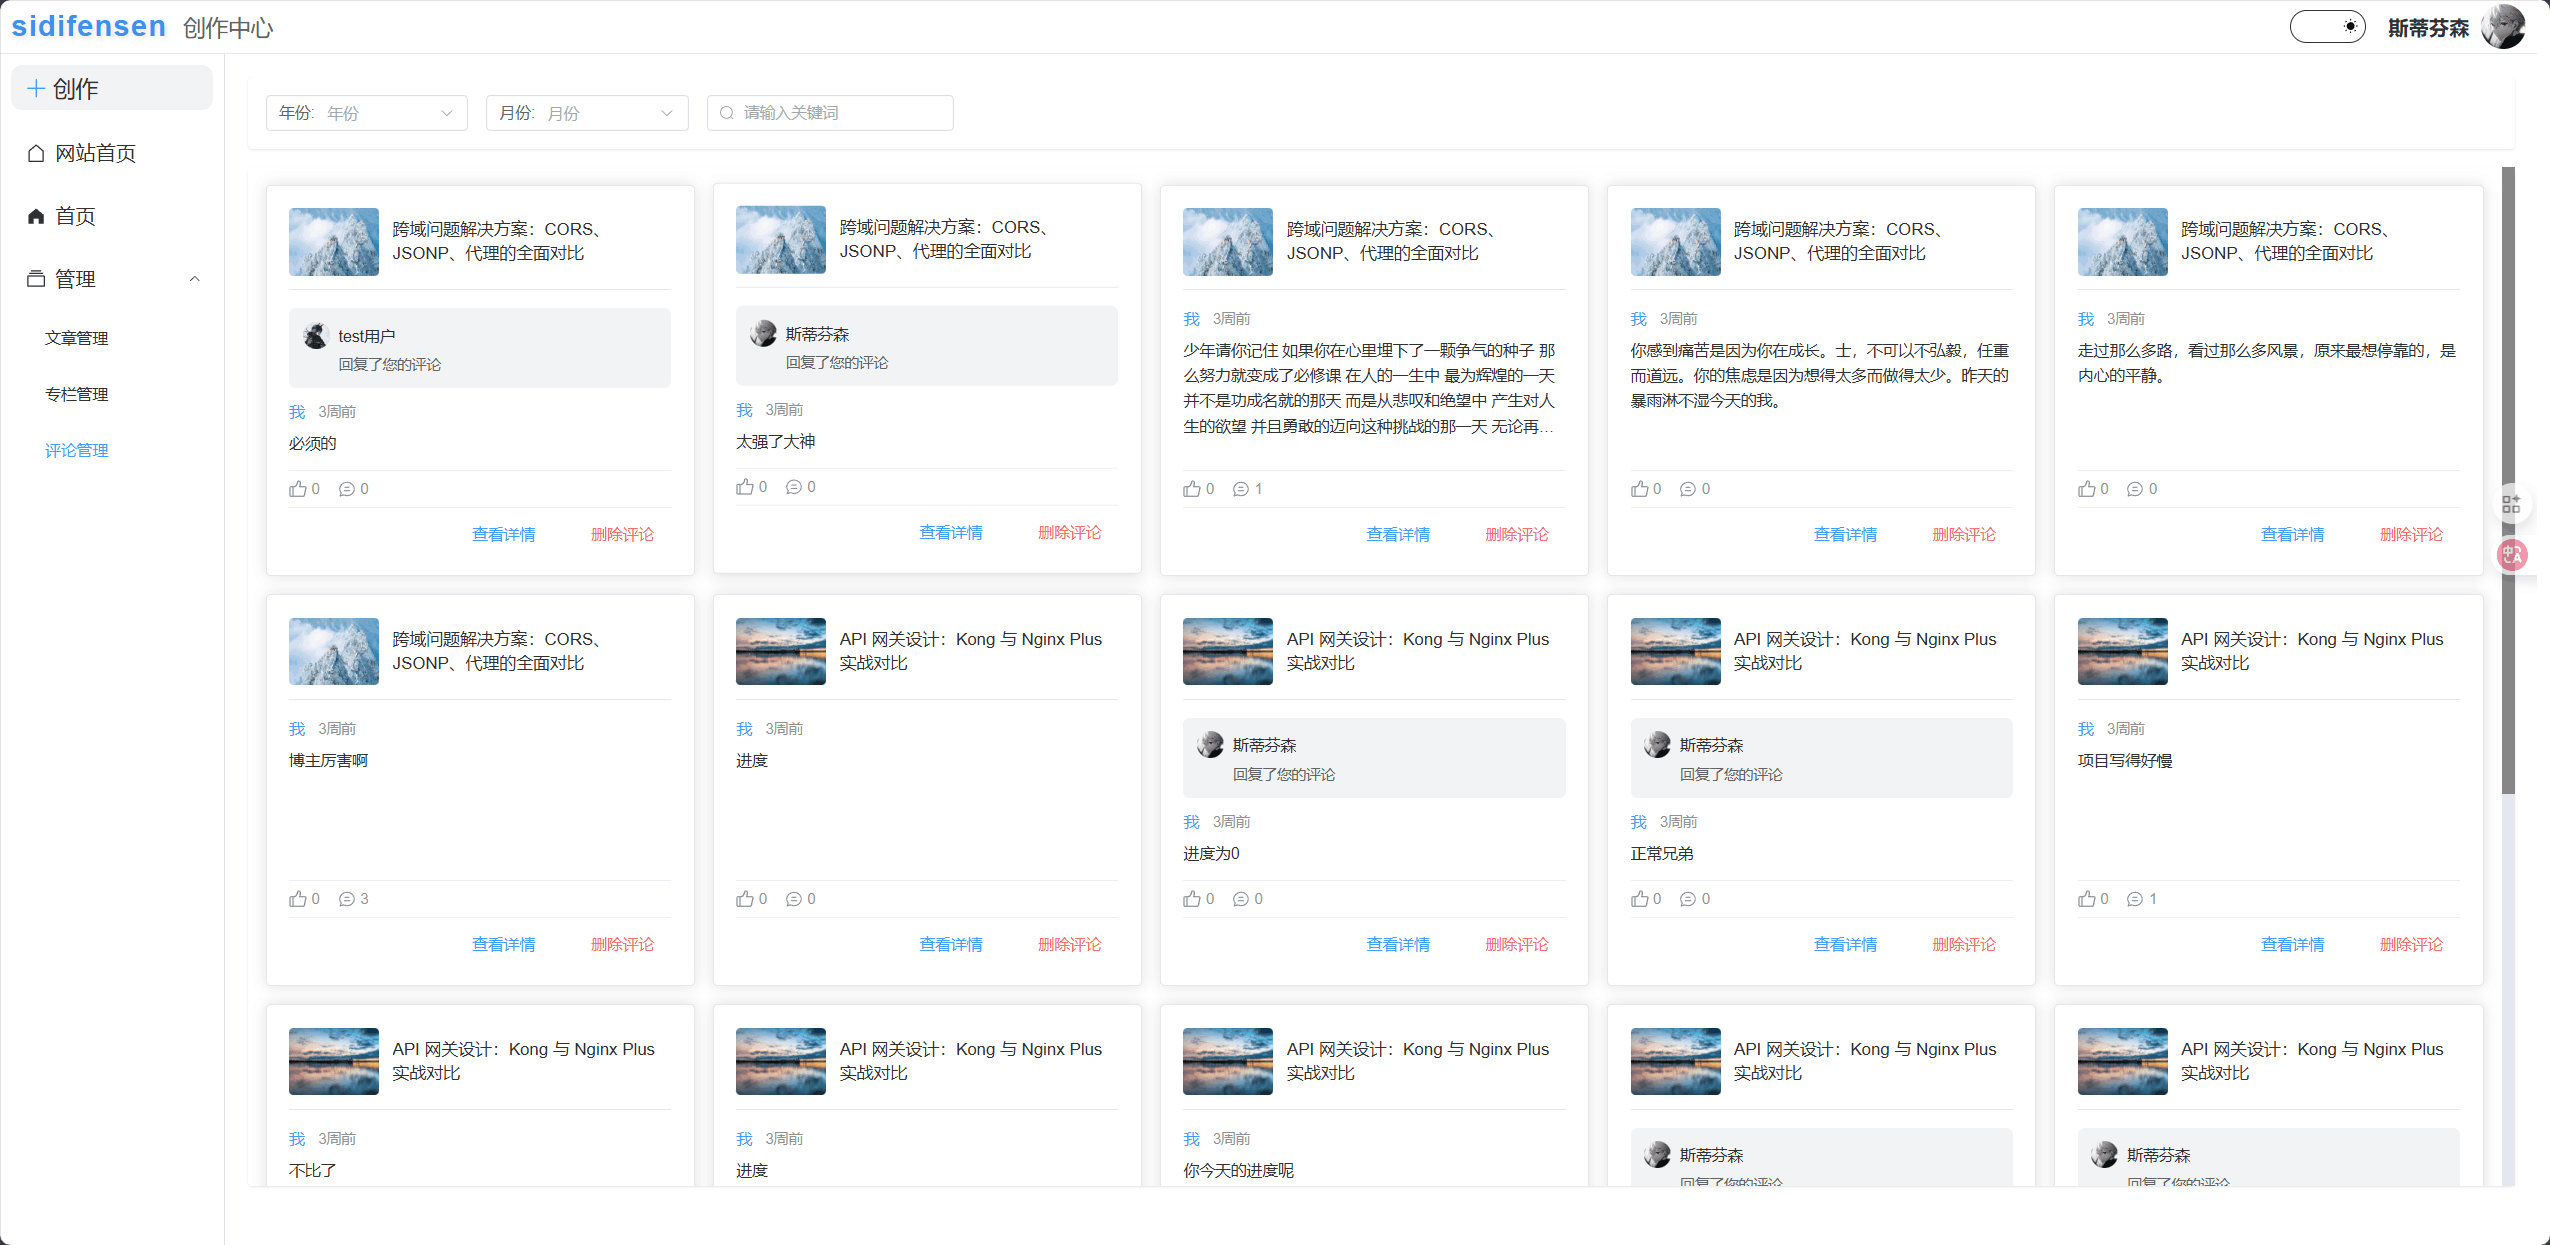 sidifensen 创作中心
斯蒂芬森
创作
网站首页
首页
管理
文章管理
专栏管理
评论管理
年份: 年份
月份: 月份
请输入关键词
跨域问题解决方案：CORS、
JSONP、代理的全面对比
test用户
回复了您的评论
我 3周前
必须的
0 0
查看详情 删除评论
跨域问题解决方案：CORS、
JSONP、代理的全面对比
斯蒂芬森
回复了您的评论
我 3周前
太强了大神
0 0
查看详情 删除评论
跨域问题解决方案：CORS、
JSONP、代理的全面对比
我 3周前
少年请你记住 如果你在心里埋下了一颗争气的种子 那
么努力就变成了必修课 在人的一生中 最为辉煌的一天
并不是功成名就的那天 而是从悲叹和绝望中 产生对人
生的欲望 并且勇敢的迈向这种挑战的那一天 无论再...
0 1
查看详情 删除评论
跨域问题解决方案：CORS、
JSONP、代理的全面对比
我 3周前
你感到痛苦是因为你在成长。士，不可以不弘毅，任重
而道远。你的焦虑是因为想得太多而做得太少。昨天的
暴雨淋不湿今天的我。
0 0
查看详情 删除评论
跨域问题解决方案：CORS、
JSONP、代理的全面对比
我 3周前
走过那么多路，看过那么多风景，原来最想停靠的，是
内心的平静。
0 0
查看详情 删除评论
跨域问题解决方案：CORS、
JSONP、代理的全面对比
我 3周前
博主厉害啊
0 3
查看详情 删除评论
API 网关设计：Kong 与 Nginx Plus
实战对比
我 3周前
进度
0 0
查看详情 删除评论
API 网关设计：Kong 与 Nginx Plus
实战对比
斯蒂芬森
回复了您的评论
我 3周前
进度为0
0 0
查看详情 删除评论
API 网关设计：Kong 与 Nginx Plus
实战对比
斯蒂芬森
回复了您的评论
我 3周前
正常兄弟
0 0
查看详情 删除评论
API 网关设计：Kong 与 Nginx Plus
实战对比
我 3周前
项目写得好慢
0 1
查看详情 删除评论
API 网关设计：Kong 与 Nginx Plus
实战对比
我 3周前
不比了
API 网关设计：Kong 与 Nginx Plus
实战对比
我 3周前
进度
API 网关设计：Kong 与 Nginx Plus
实战对比
我 3周前
你今天的进度呢
API 网关设计：Kong 与 Nginx Plus
实战对比
斯蒂芬森
回复了您的评论
API 网关设计：Kong 与 Nginx Plus
实战对比
斯蒂芬森
回复了您的评论
中A